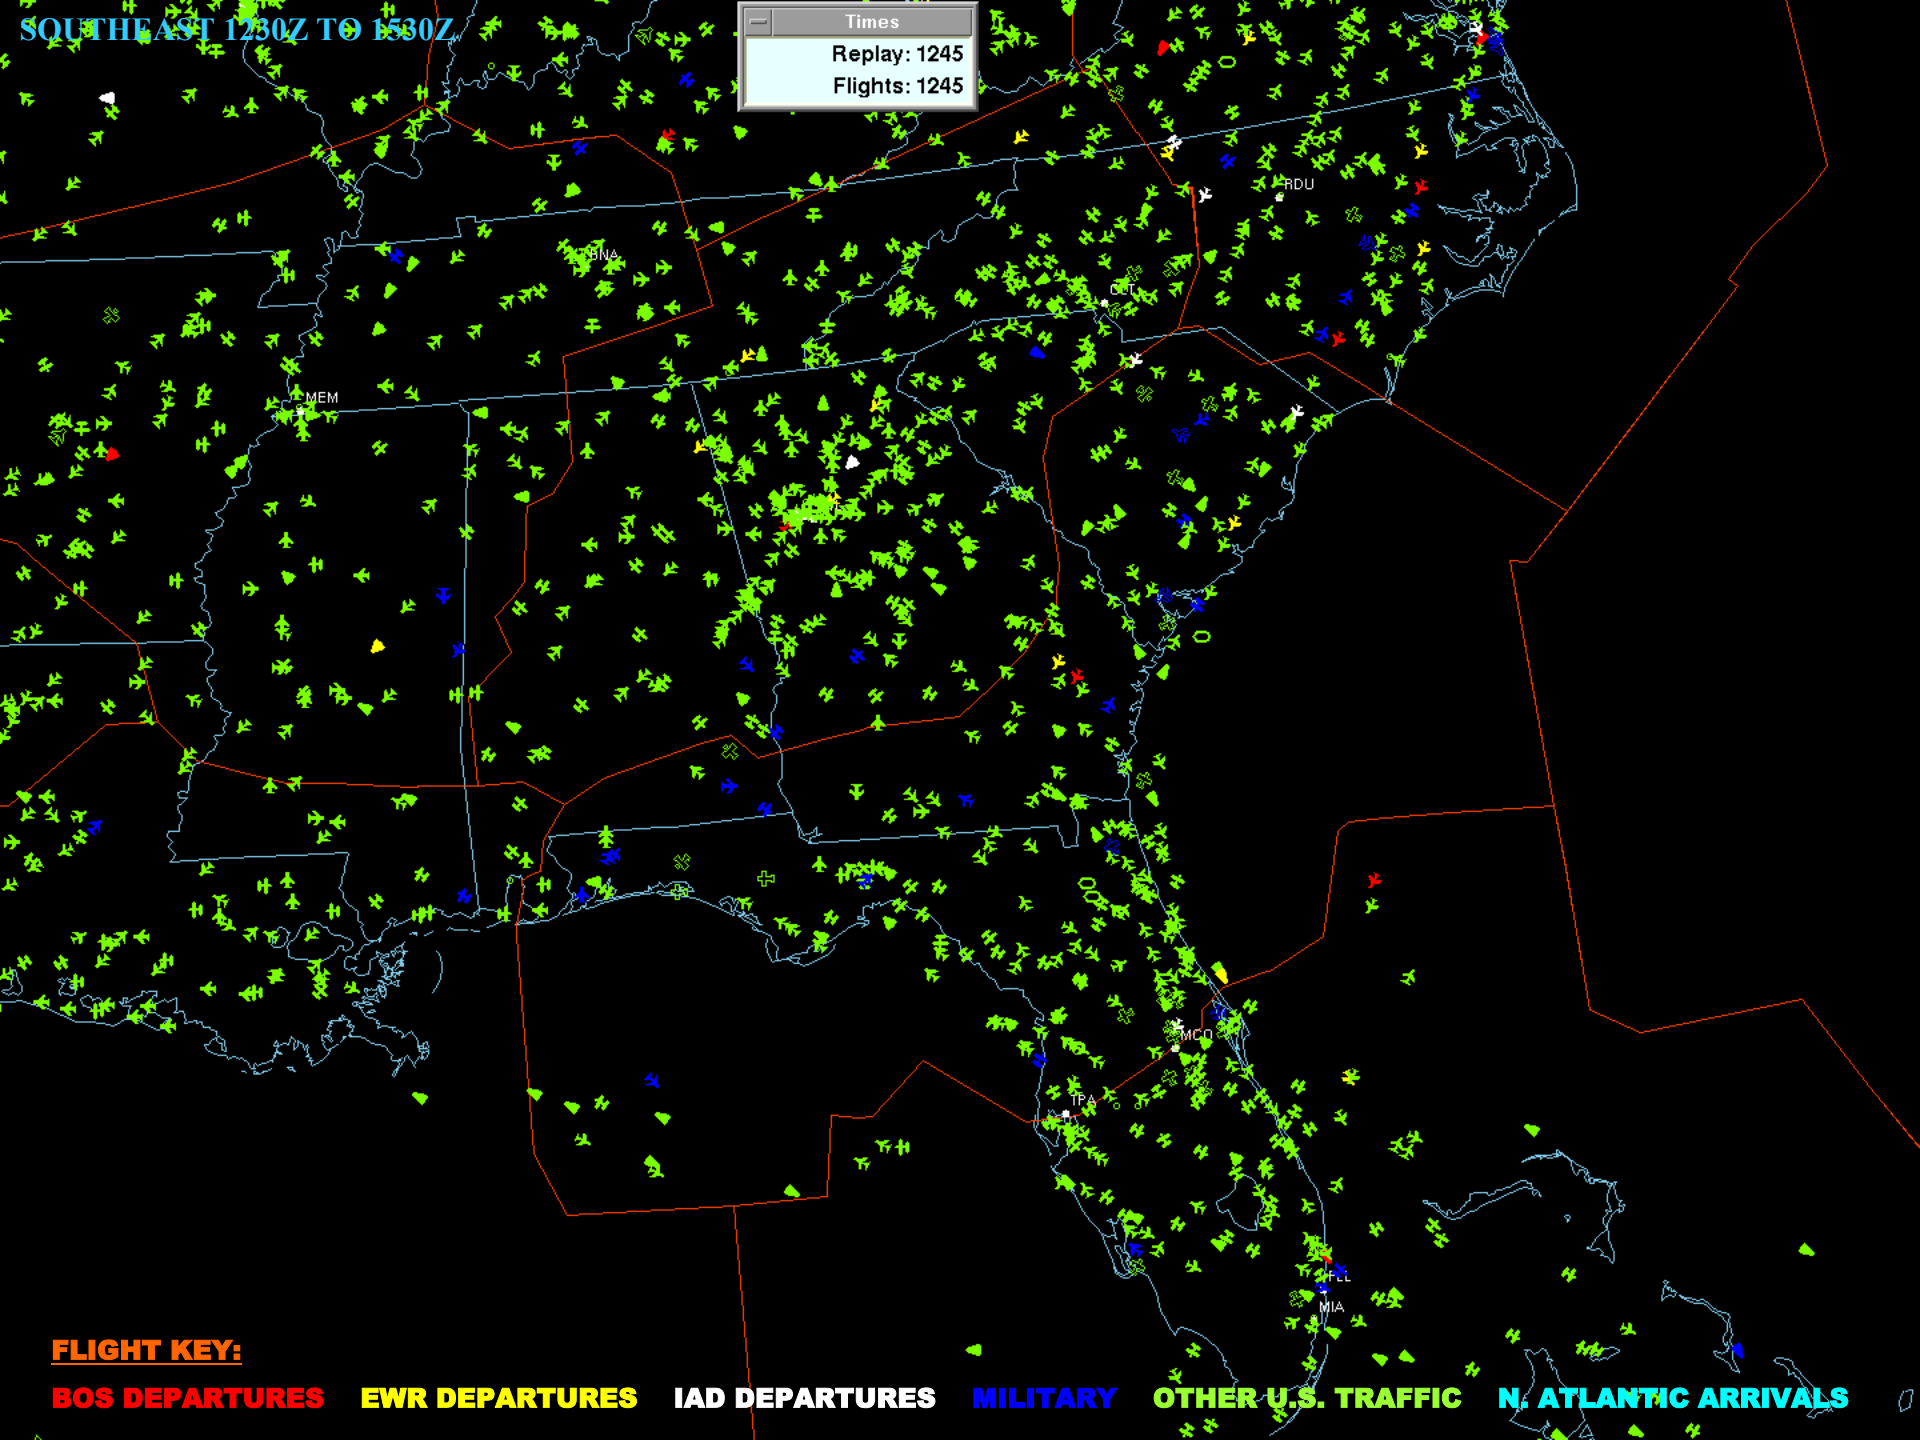 SOUTHEAST 1230Z TO 1530Z
Times
Replay: 1245
Flights: 1245
RDU
BNA
CLT
MEM
MCO
TPA
FLL
MIA
FLIGHT KEY:
BOS DEPARTURES EWR DEPARTURES IAD DEPARTURES MILITARY OTHER U.S. TRAFFIC N. ATLANTIC ARRIVALS